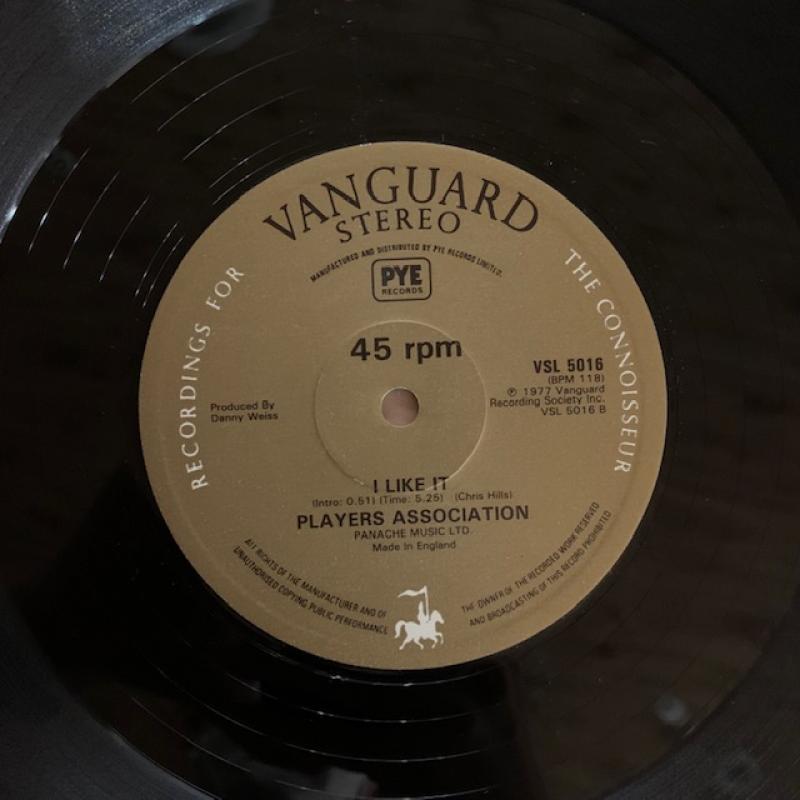 VANGUARD
STEREO
MANUFACTURED AND DISTRIBUTED BY PYE RECORDS LIMITED.
PYE
RECORDS
RECORDINGS FOR
THE CONNOISSEUR
45 rpm
VSL 5016
(BPM 118)
℗ 1977 Vanguard
Recording Society Inc.
VSL 5016 B
Produced By
Danny Weiss
I LIKE IT
(Intro: 0.51) (Time: 5.25) (Chris Hills)
PLAYERS ASSOCIATION
PANACHE MUSIC LTD.
Made in England
ALL RIGHTS OF THE MANUFACTURER AND OF
THE OWNER OF THE RECORDED WORK RESERVED
UNAUTHORISED COPYING, PUBLIC PERFORMANCE
AND BROADCASTING OF THIS RECORD PROHIBITED